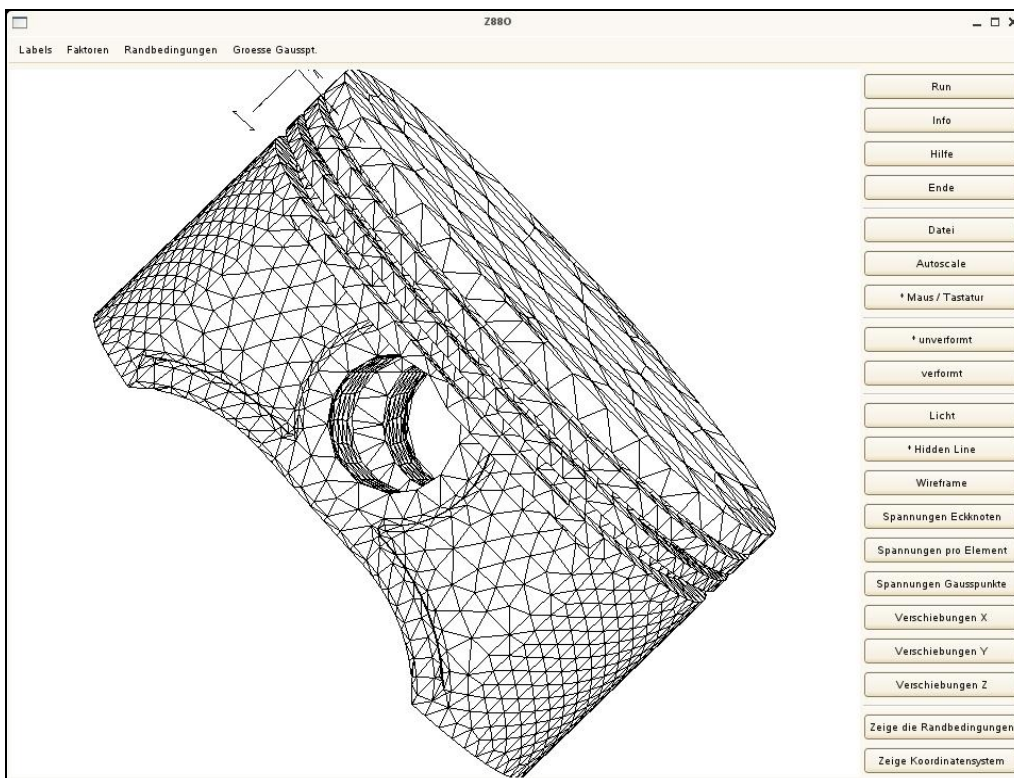 Z88O
Labels Faktoren Randbedingungen Groesse Gausspt.
Run
Info
Hilfe
Ende
Datei
Autoscale
* Maus / Tastatur
* unverformt
verformt
Licht
* Hidden Line
Wireframe
Spannungen Eckknoten
Spannungen pro Element
Spannungen Gausspunkte
Verschiebungen X
Verschiebungen Y
Verschiebungen Z
Zeige die Randbedingungen
Zeige Koordinatensystem